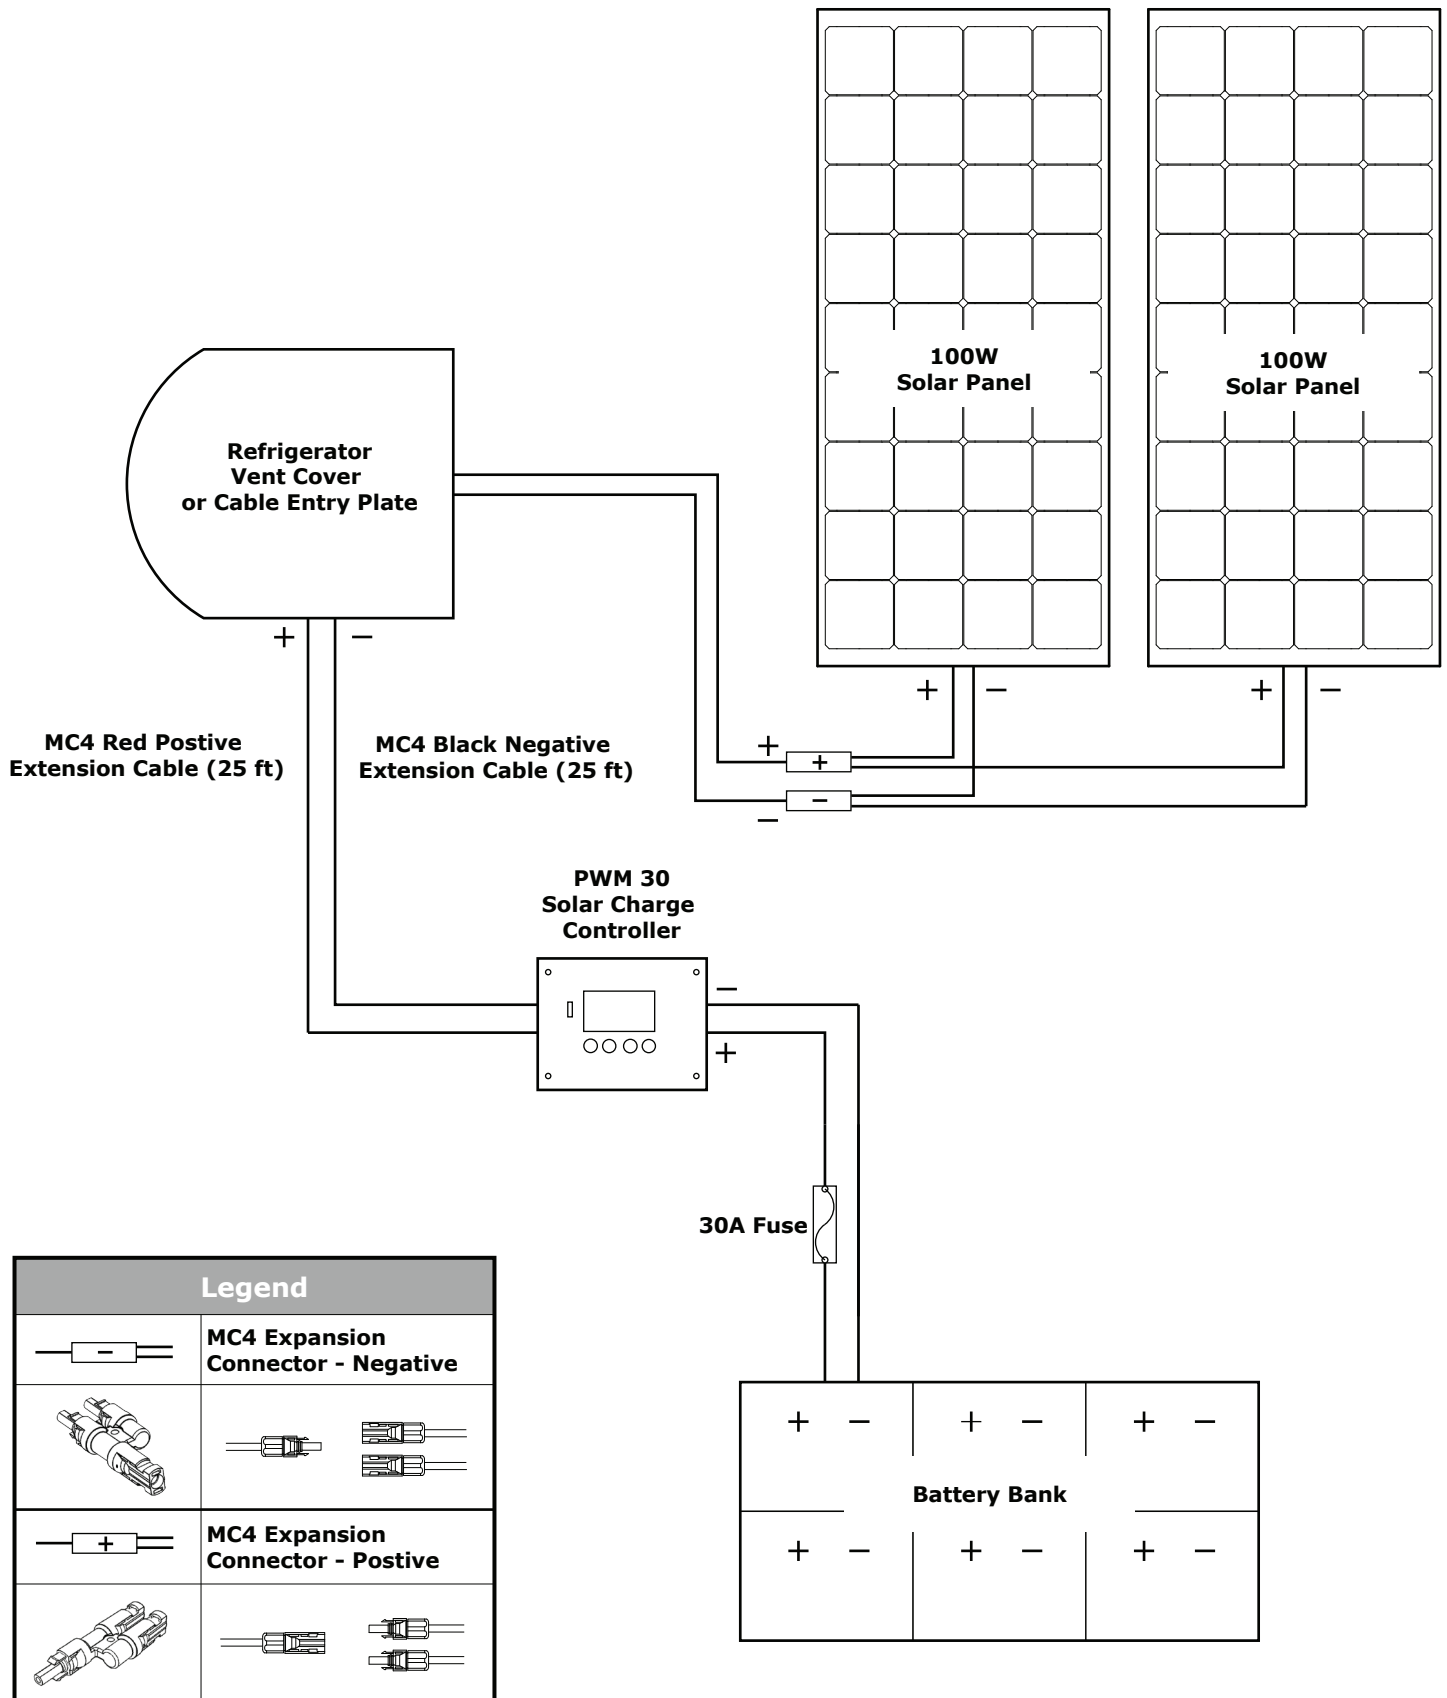 100W
Solar Panel
100W
Solar Panel
Refrigerator
Vent Cover
or Cable Entry Plate
+ −
+ −
+ −
MC4 Red Postive
Extension Cable (25 ft)
MC4 Black Negative
Extension Cable (25 ft)
+
+
−
−
PWM 30
Solar Charge
Controller
−
+
30A Fuse
Legend
−
MC4 Expansion
Connector - Negative
+
MC4 Expansion
Connector - Postive
+ − + − + −
Battery Bank
+ − + − + −